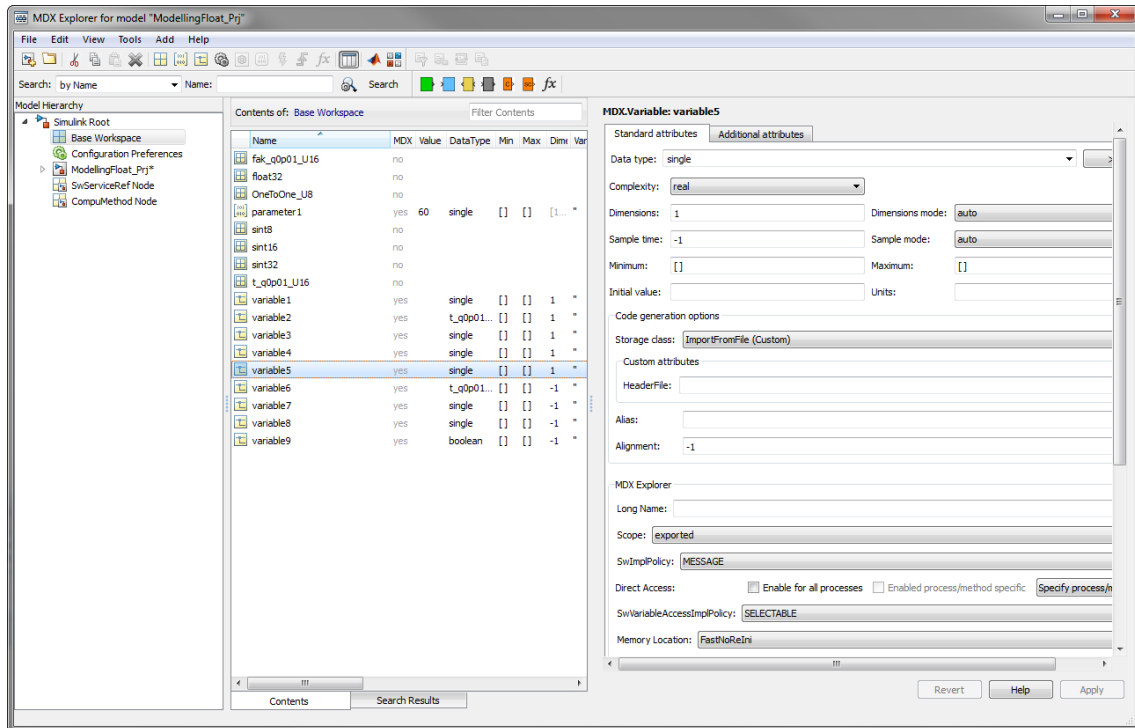 MDX Explorer for model "ModellingFloat_Prj"
File Edit View Tools Add Help
Search: by Name Name: Search
Model Hierarchy
Simulink Root
Base Workspace
Configuration Preferences
ModellingFloat_Prj*
SwServiceRef Node
CompuMethod Node
Contents of: Base Workspace Filter Contents
Name MDX Value DataType Min Max Dime Var
fak_q0p01_U16 no
float32 no
OneToOne_U8 no
parameter1 yes 60 single [] [] [1... "
sint8 no
sint16 no
sint32 no
t_q0p01_U16 no
variable1 yes single [] [] 1 "
variable2 yes t_q0p01... [] [] 1 "
variable3 yes single [] [] 1 "
variable4 yes single [] [] 1 "
variable5 yes single [] [] 1 "
variable6 yes t_q0p01... [] [] -1 "
variable7 yes single [] [] -1 "
variable8 yes single [] [] -1 "
variable9 yes boolean [] [] -1 "
Contents Search Results
MDX.Variable: variable5
Standard attributes Additional attributes
Data type: single >
Complexity: real
Dimensions: 1 Dimensions mode: auto
Sample time: -1 Sample mode: auto
Minimum: [] Maximum: []
Initial value: Units:
Code generation options
Storage class: ImportFromFile (Custom)
Custom attributes
HeaderFile:
Alias:
Alignment: -1
MDX Explorer
Long Name:
Scope: exported
SwImplPolicy: MESSAGE
Direct Access: Enable for all processes Enabled process/method specific Specify process/m
SwVariableAccessImplPolicy: SELECTABLE
Memory Location: FastNoReIni
Revert Help Apply